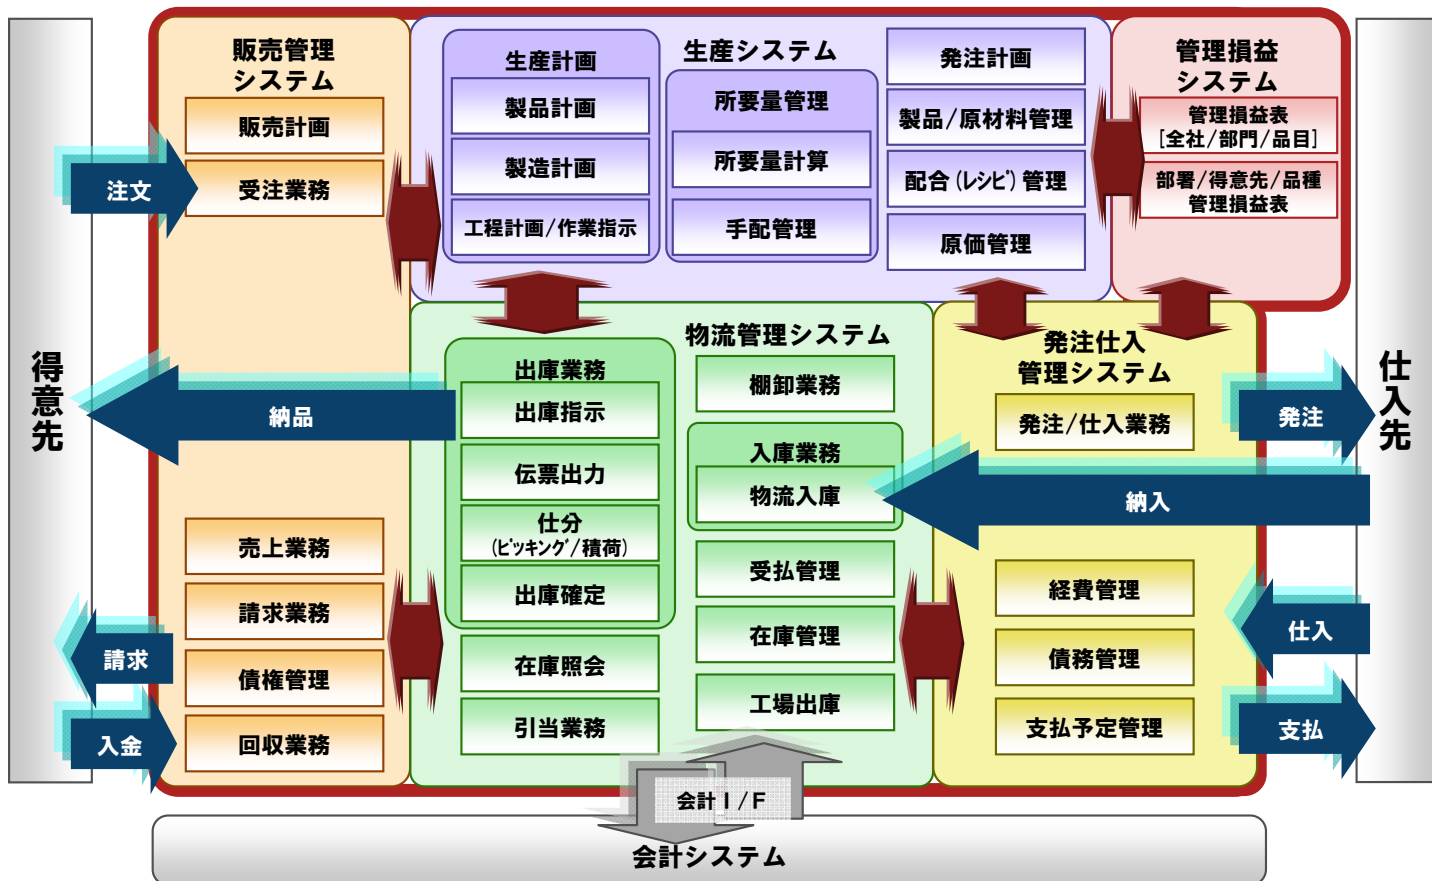 得意先
注文
納品
請求
入金
販売管理
システム
販売計画
受注業務
売上業務
請求業務
債権管理
回収業務
生産システム
生産計画
製品計画
製造計画
工程計画/作業指示
所要量管理
所要量計算
手配管理
発注計画
製品/原材料管理
配合(ﾚｼﾋﾟ)管理
原価管理
管理損益
システム
管理損益表
[全社/部門/品目]
部署/得意先/品種
管理損益表
物流管理システム
出庫業務
出庫指示
伝票出力
仕分
(ﾋﾟｯｷﾝｸﾞ/積荷)
出庫確定
在庫照会
引当業務
棚卸業務
入庫業務
物流入庫
受払管理
在庫管理
工場出庫
発注仕入
管理システム
発注/仕入業務
経費管理
債務管理
支払予定管理
発注
納入
仕入
支払
仕入先
会計Ｉ/Ｆ
会計システム